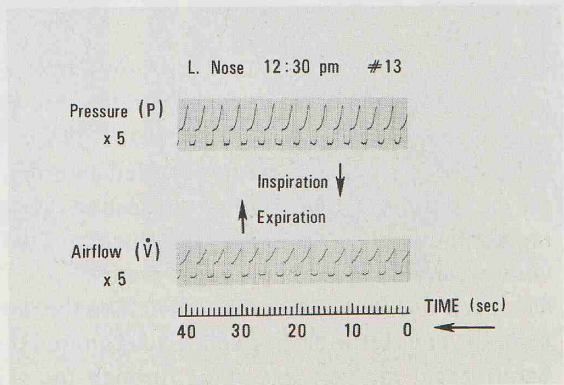 L. Nose 12:30 pm #13
Pressure (P)
x 5
Inspiration ↓
↑ Expiration
Airflow (V̇)
x 5
TIME (sec)
40 30 20 10 0